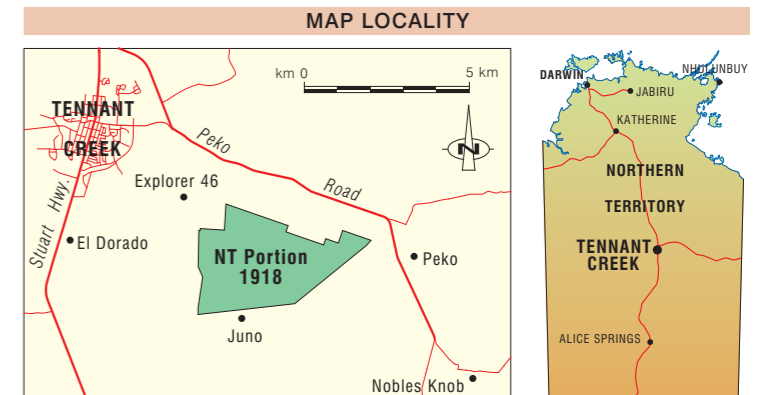 MAP LOCALITY
km 0
5 km
TENNANT
CREEK
Peko
Road
Explorer 46
Stuart Hwy.
El Dorado
NT Portion
1918
Peko
Juno
Nobles Knob
N
DARWIN
NHULUNBUY
JABIRU
KATHERINE
NORTHERN
TERRITORY
TENNANT
CREEK
ALICE SPRINGS